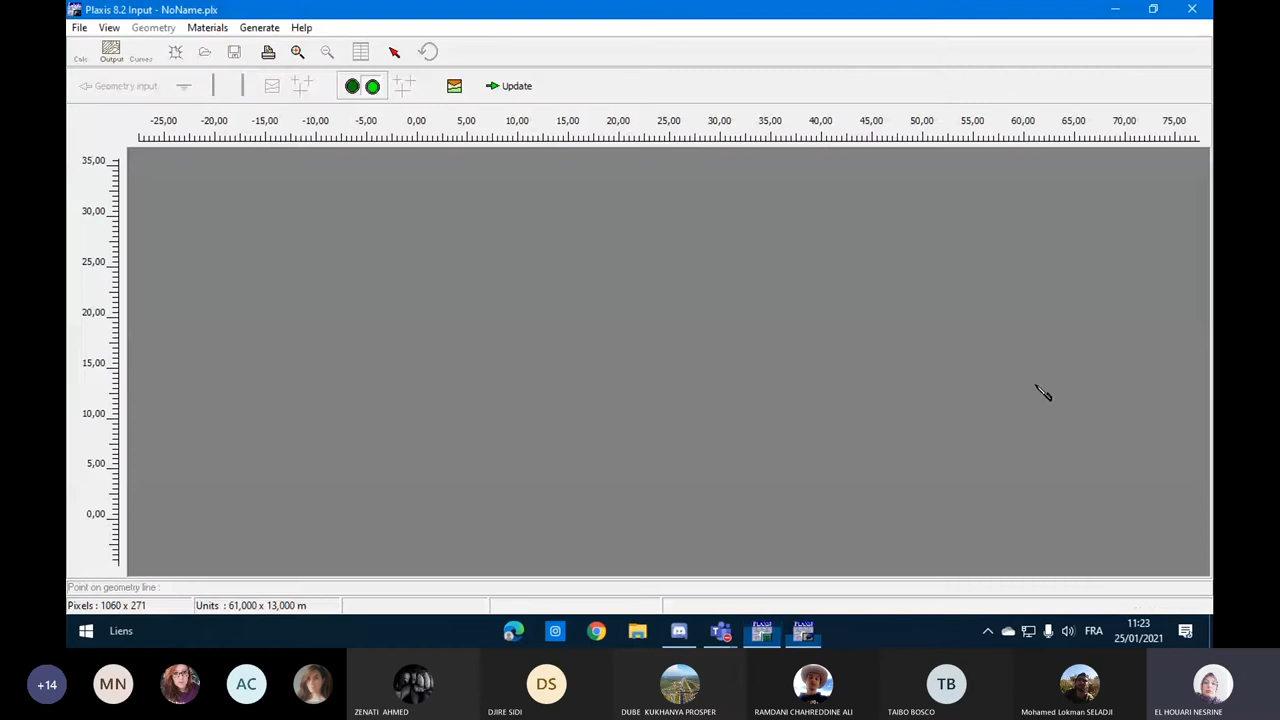 Plaxis 8.2 Input - NoName.plx
File View Geometry Materials Generate Help
Calc Output Curves
Geometry input Update
-25,00 -20,00 -15,00 -10,00 -5,00 0,00 5,00 10,00 15,00 20,00 25,00 30,00 35,00 40,00 45,00 50,00 55,00 60,00 65,00 70,00 75,00
35,00
30,00
25,00
20,00
15,00
10,00
5,00
0,00
Point on geometry line :
Pixels : 1060 x 271 Units : 61,000 x 13,000 m
Liens FRA 11:23
25/01/2021
+14 MN AC DS TB
ZENATI AHMED DJIRE SIDI DUBE KUKHANYA PROSPER RAMDANI CHAHREDDINE ALI TAIBO BOSCO Mohamed Lokman SELADJI EL HOUARI NESRINE